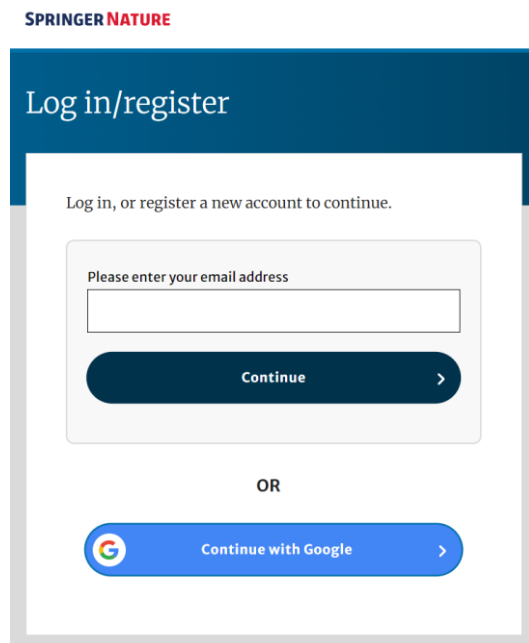 SPRINGER NATURE
Log in/register
Log in, or register a new account to continue.
Please enter your email address
Continue
OR
G
Continue with Google